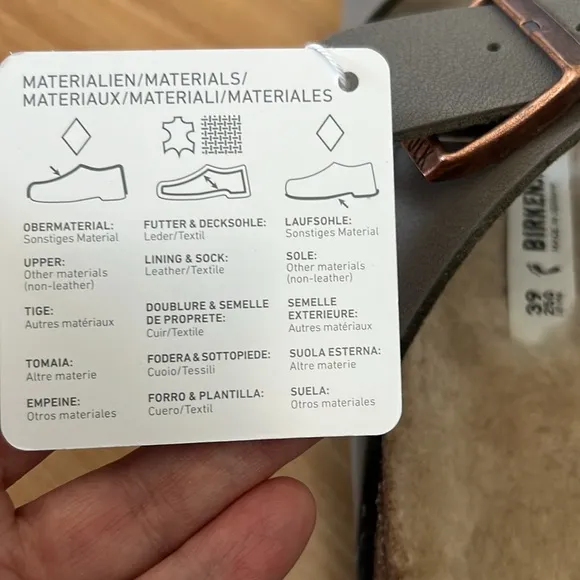 MATERIALIEN/MATERIALS/
MATERIAUX/MATERIALI/MATERIALES
OBERMATERIAL:
Sonstiges Material
UPPER:
Other materials
(non-leather)
TIGE:
Autres matériaux
TOMAIA:
Altre materie
EMPEINE:
Otros materiales
FUTTER & DECKSOHLE:
Leder/Textil
LINING & SOCK:
Leather/Textile
DOUBLURE & SEMELLE
DE PROPRETE:
Cuir/Textile
FODERA & SOTTOPIEDE:
Cuoio/Tessili
FORRO & PLANTILLA:
Cuero/Textil
LAUFSOHLE:
Sonstiges Material
SOLE:
Other materials
(non-leather)
SEMELLE
EXTERIEURE:
Autres matériaux
SUOLA ESTERNA:
Altre materie
SUELA:
Otros materiales
39
250